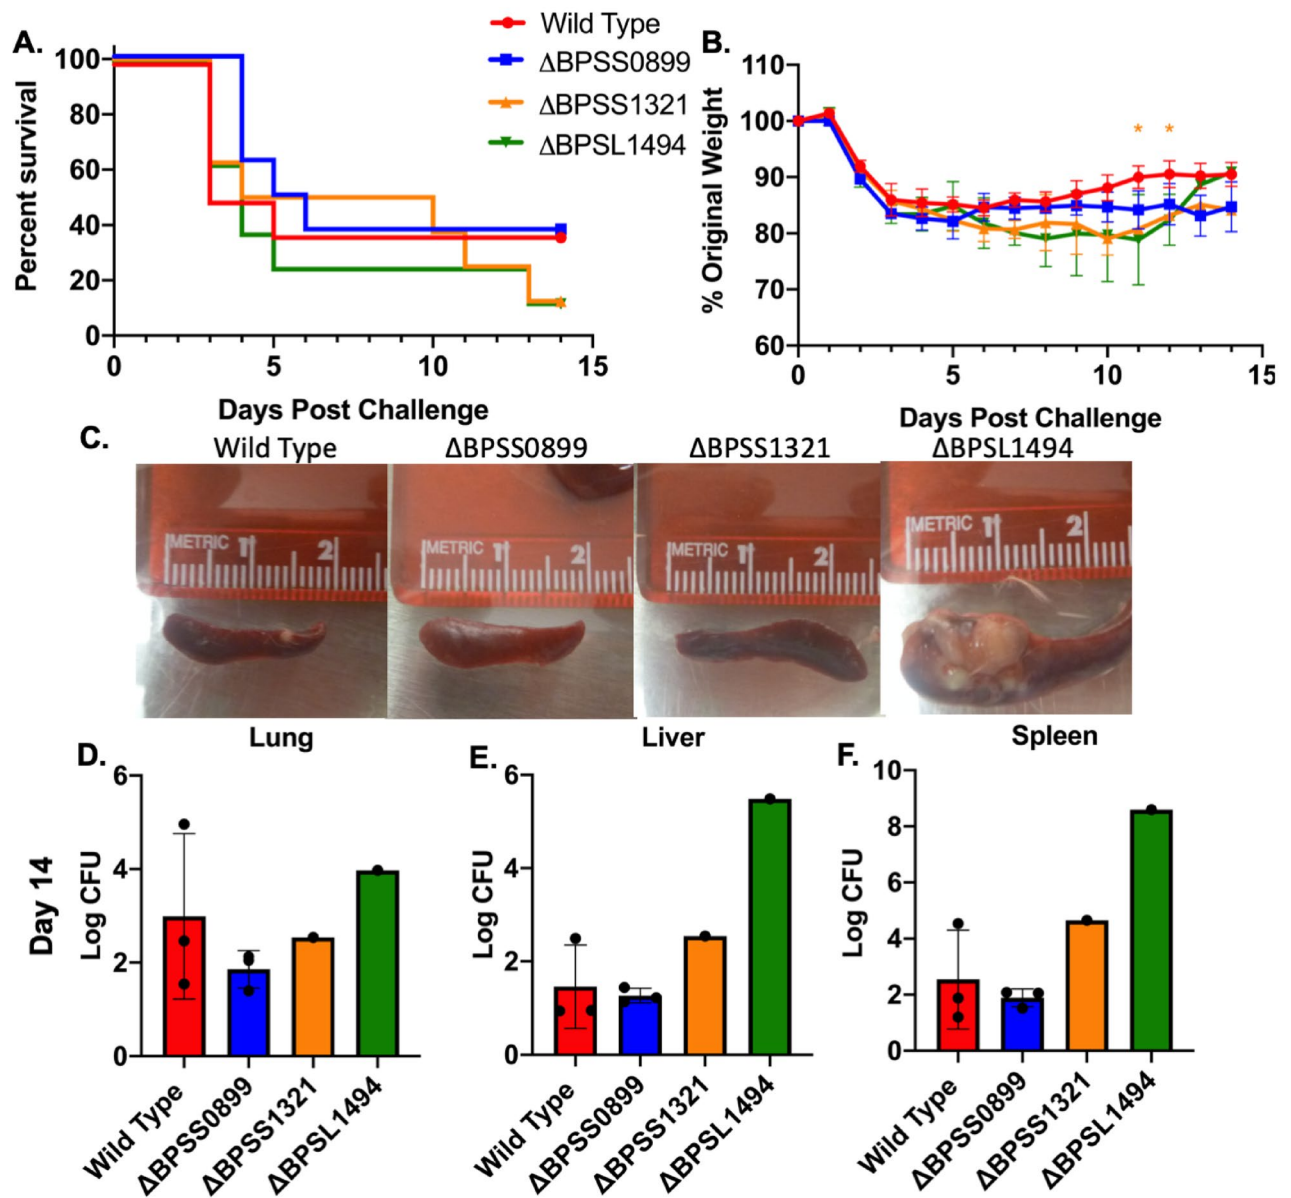 A.
Wild Type
ΔBPSS0899
ΔBPSS1321
ΔBPSL1494
Percent survival
100
80
60
40
20
0
0 5 10 15
Days Post Challenge
B.
% Original Weight
110
100
90
80
70
60
* *
0 5 10 15
Days Post Challenge
C.
Wild Type ΔBPSS0899 ΔBPSS1321 ΔBPSL1494
METRIC 1 2
METRIC 1 2
METRIC 1 2
METRIC 1 2
Day 14
D.
Lung
Log CFU
6
4
2
0
Wild Type
ΔBPSS0899
ΔBPSS1321
ΔBPSL1494
E.
Liver
Log CFU
6
4
2
0
Wild Type
ΔBPSS0899
ΔBPSS1321
ΔBPSL1494
F.
Spleen
Log CFU
10
8
6
4
2
0
Wild Type
ΔBPSS0899
ΔBPSS1321
ΔBPSL1494